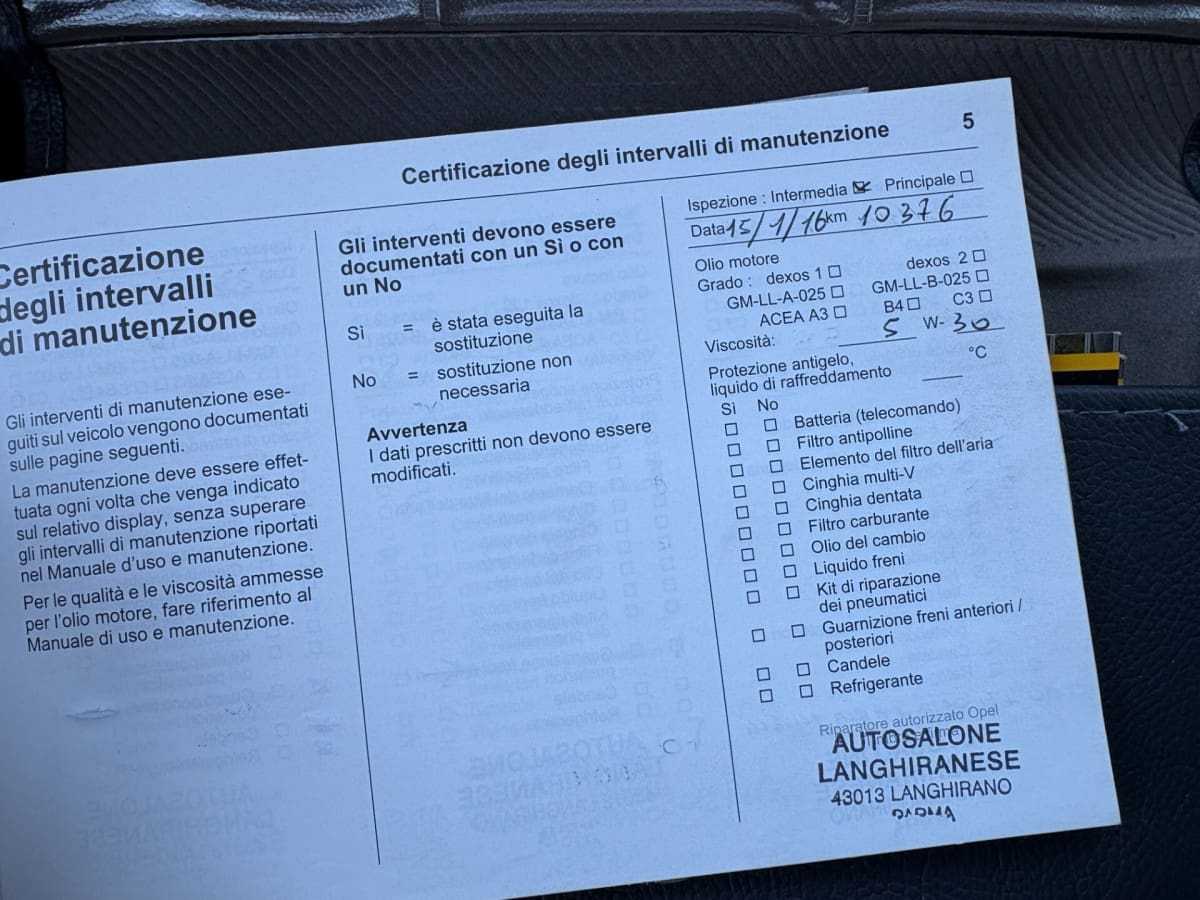 Certificazione degli intervalli di manutenzione
5
Certificazione
degli intervalli
di manutenzione
Gli interventi di manutenzione ese-
guiti sul veicolo vengono documentati
sulle pagine seguenti.
La manutenzione deve essere effet-
tuata ogni volta che venga indicato
sul relativo display, senza superare
gli intervalli di manutenzione riportati
nel Manuale d'uso e manutenzione.
Per le qualità e le viscosità ammesse
per l'olio motore, fare riferimento al
Manuale di uso e manutenzione.
Gli interventi devono essere
documentati con un Sì o con
un No
Sì = è stata eseguita la
sostituzione
No = sostituzione non
necessaria
Avvertenza
I dati prescritti non devono essere
modificati.
Ispezione : Intermedia ☑ Principale ☐
Data 15/1/16 km 10376
Olio motore
Grado : dexos 1 ☐ dexos 2 ☐
GM-LL-A-025 ☐ GM-LL-B-025 ☐
ACEA A3 ☐ B4 ☐ C3 ☐
Viscosità: 5 W- 30
Protezione antigelo,
liquido di raffreddamento ____ °C
Sì No
☐ ☐ Batteria (telecomando)
☐ ☐ Filtro antipolline
☐ ☐ Elemento del filtro dell'aria
☐ ☐ Cinghia multi-V
☐ ☐ Cinghia dentata
☐ ☐ Filtro carburante
☐ ☐ Olio del cambio
☐ ☐ Liquido freni
☐ ☐ Kit di riparazione
dei pneumatici
☐ ☐ Guarnizione freni anteriori /
posteriori
☐ ☐ Candele
☐ ☐ Refrigerante
Riparatore autorizzato Opel
AUTOSALONE
LANGHIRANESE
43013 LANGHIRANO
PARMA